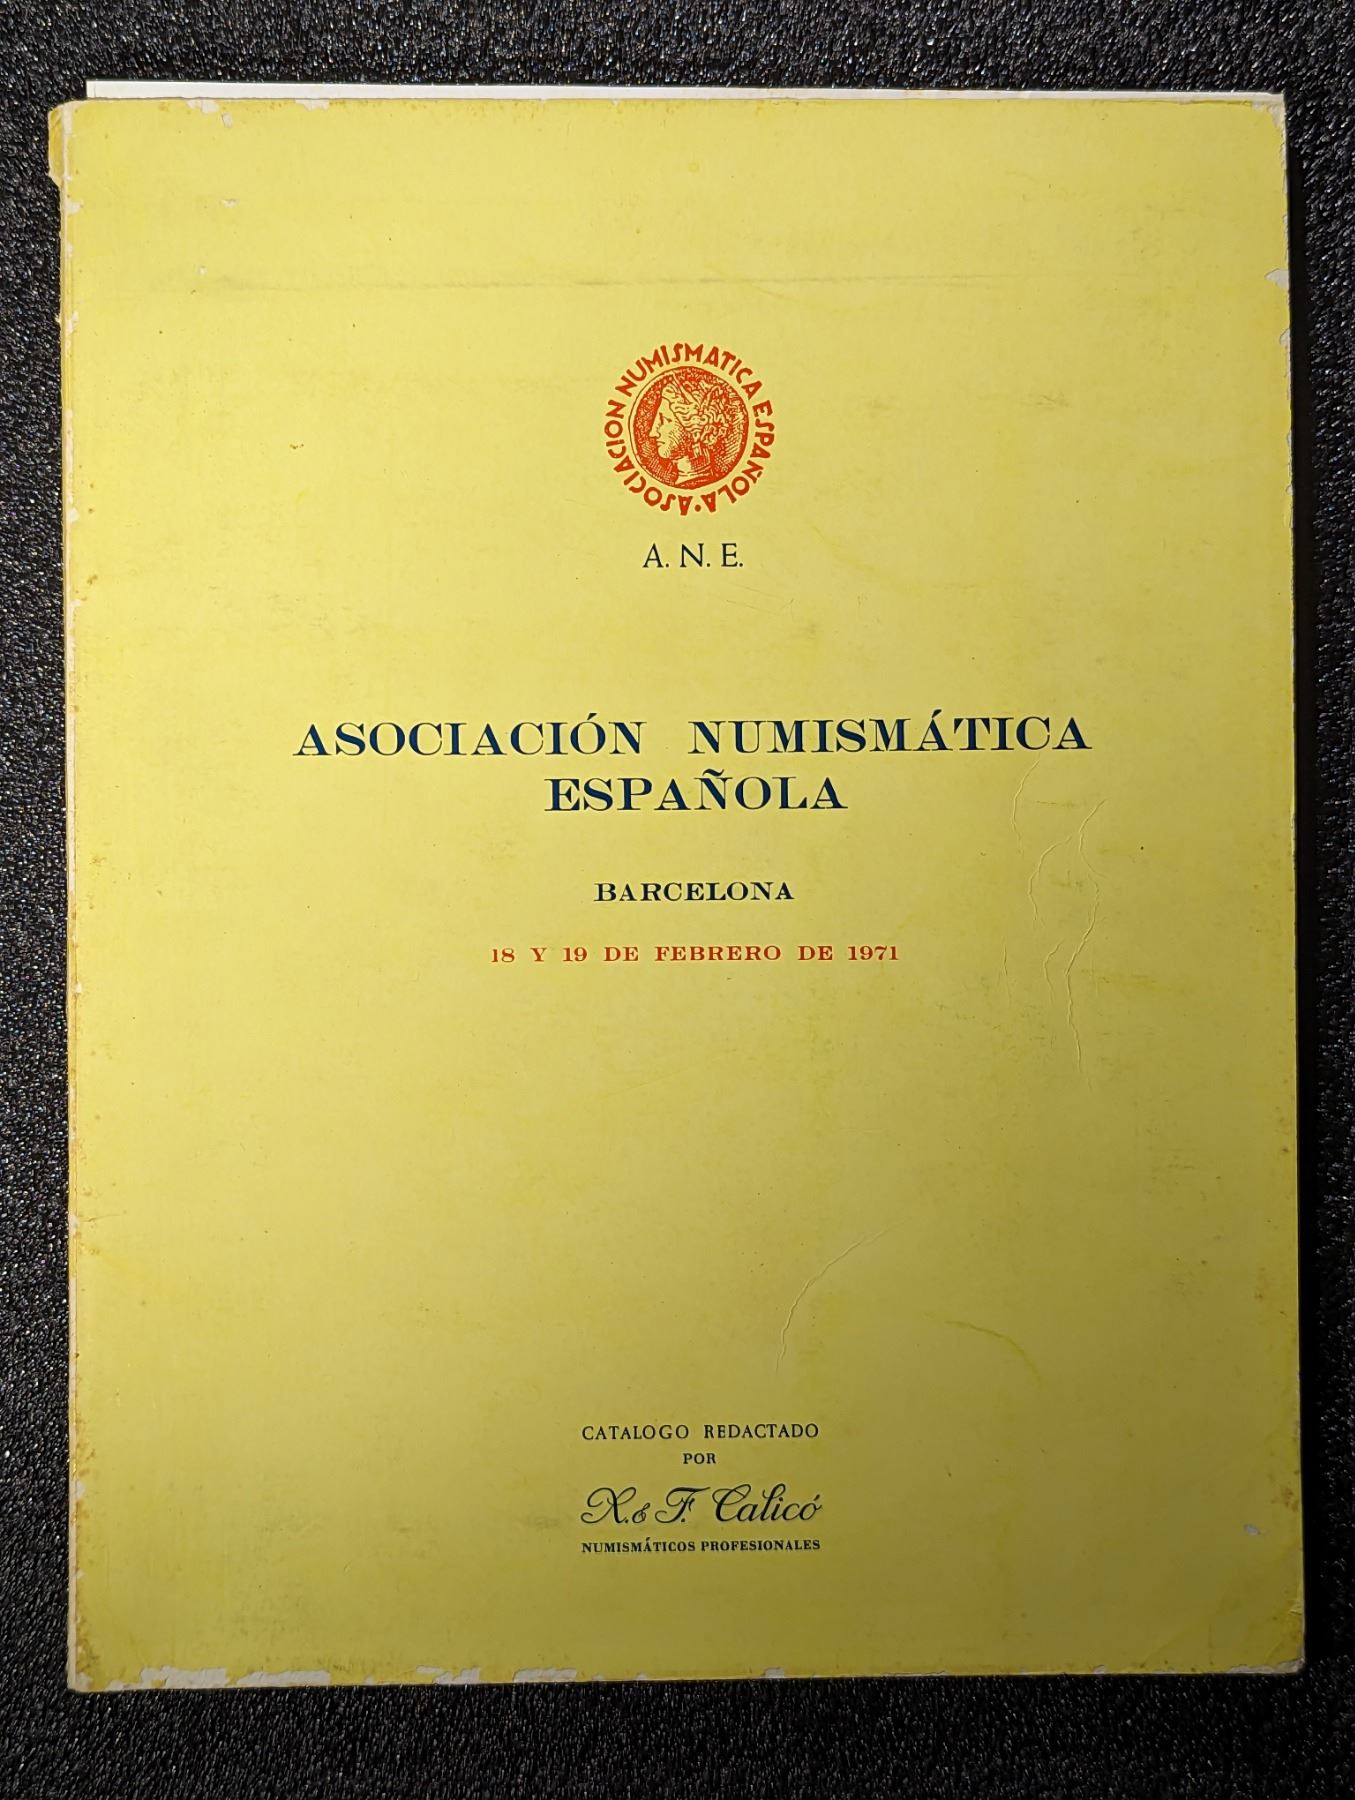 ASOCIACION NUMISMATICA ESPAÑOLA ·
A. N. E.
ASOCIACIÓN NUMISMÁTICA
ESPAÑOLA
BARCELONA
18 Y 19 DE FEBRERO DE 1971
CATALOGO REDACTADO
POR
X. & F. Calicó
NUMISMÁTICOS PROFESIONALES